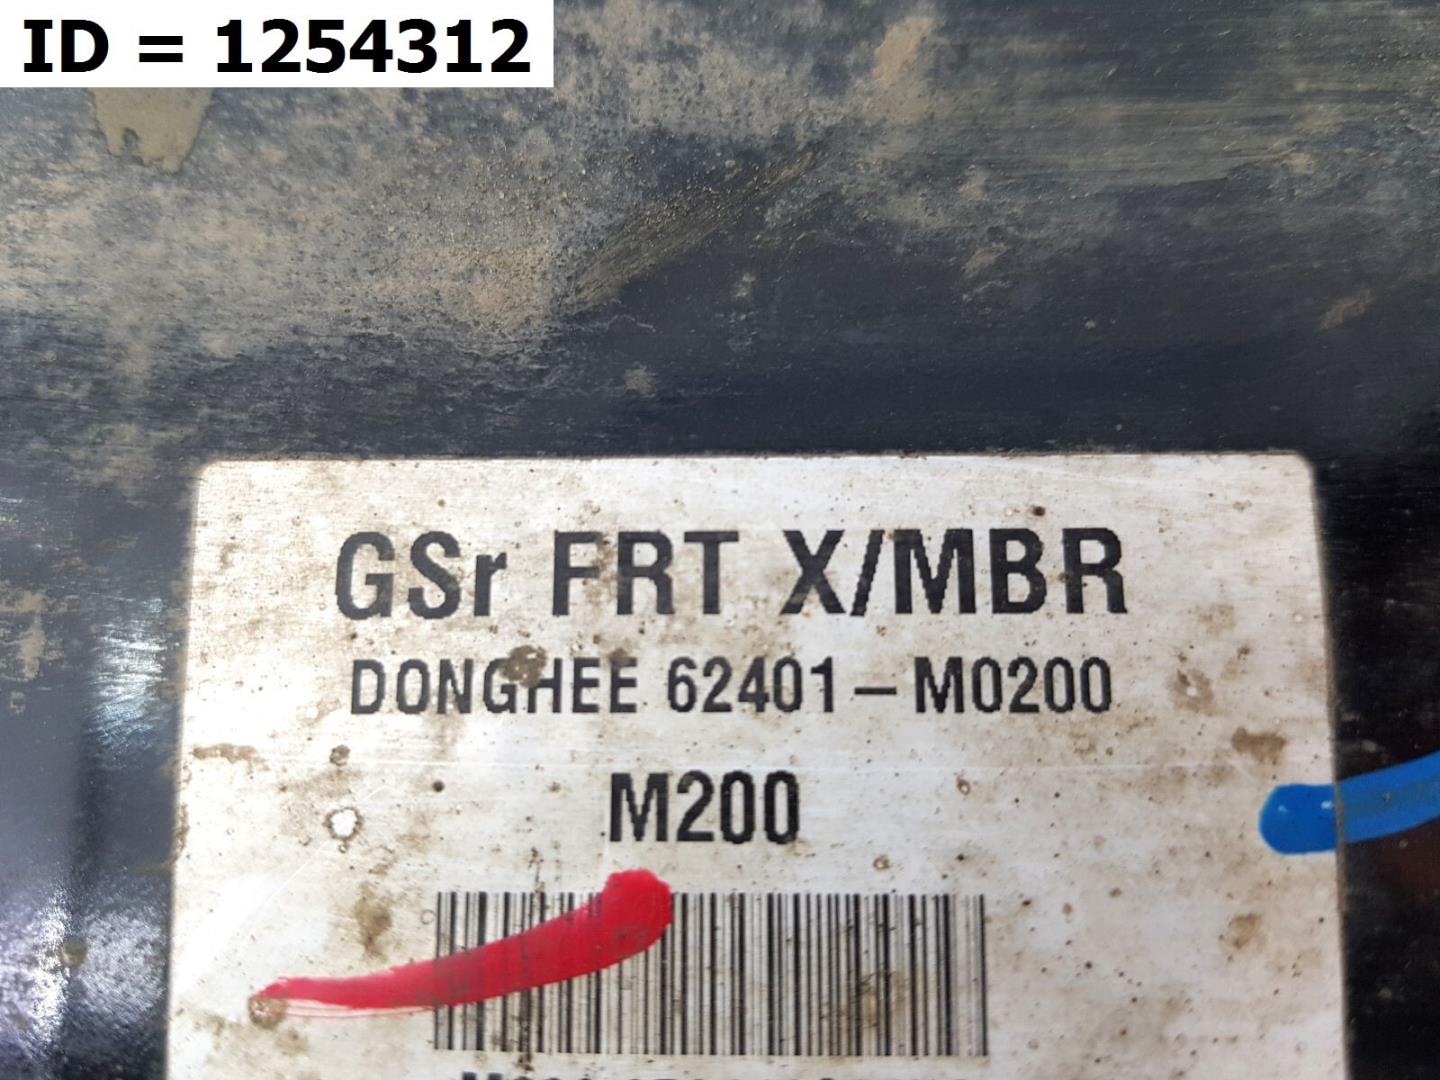 ID = 1254312
GSr FRT X/MBR
DONGHEE 62401-M0200
M200